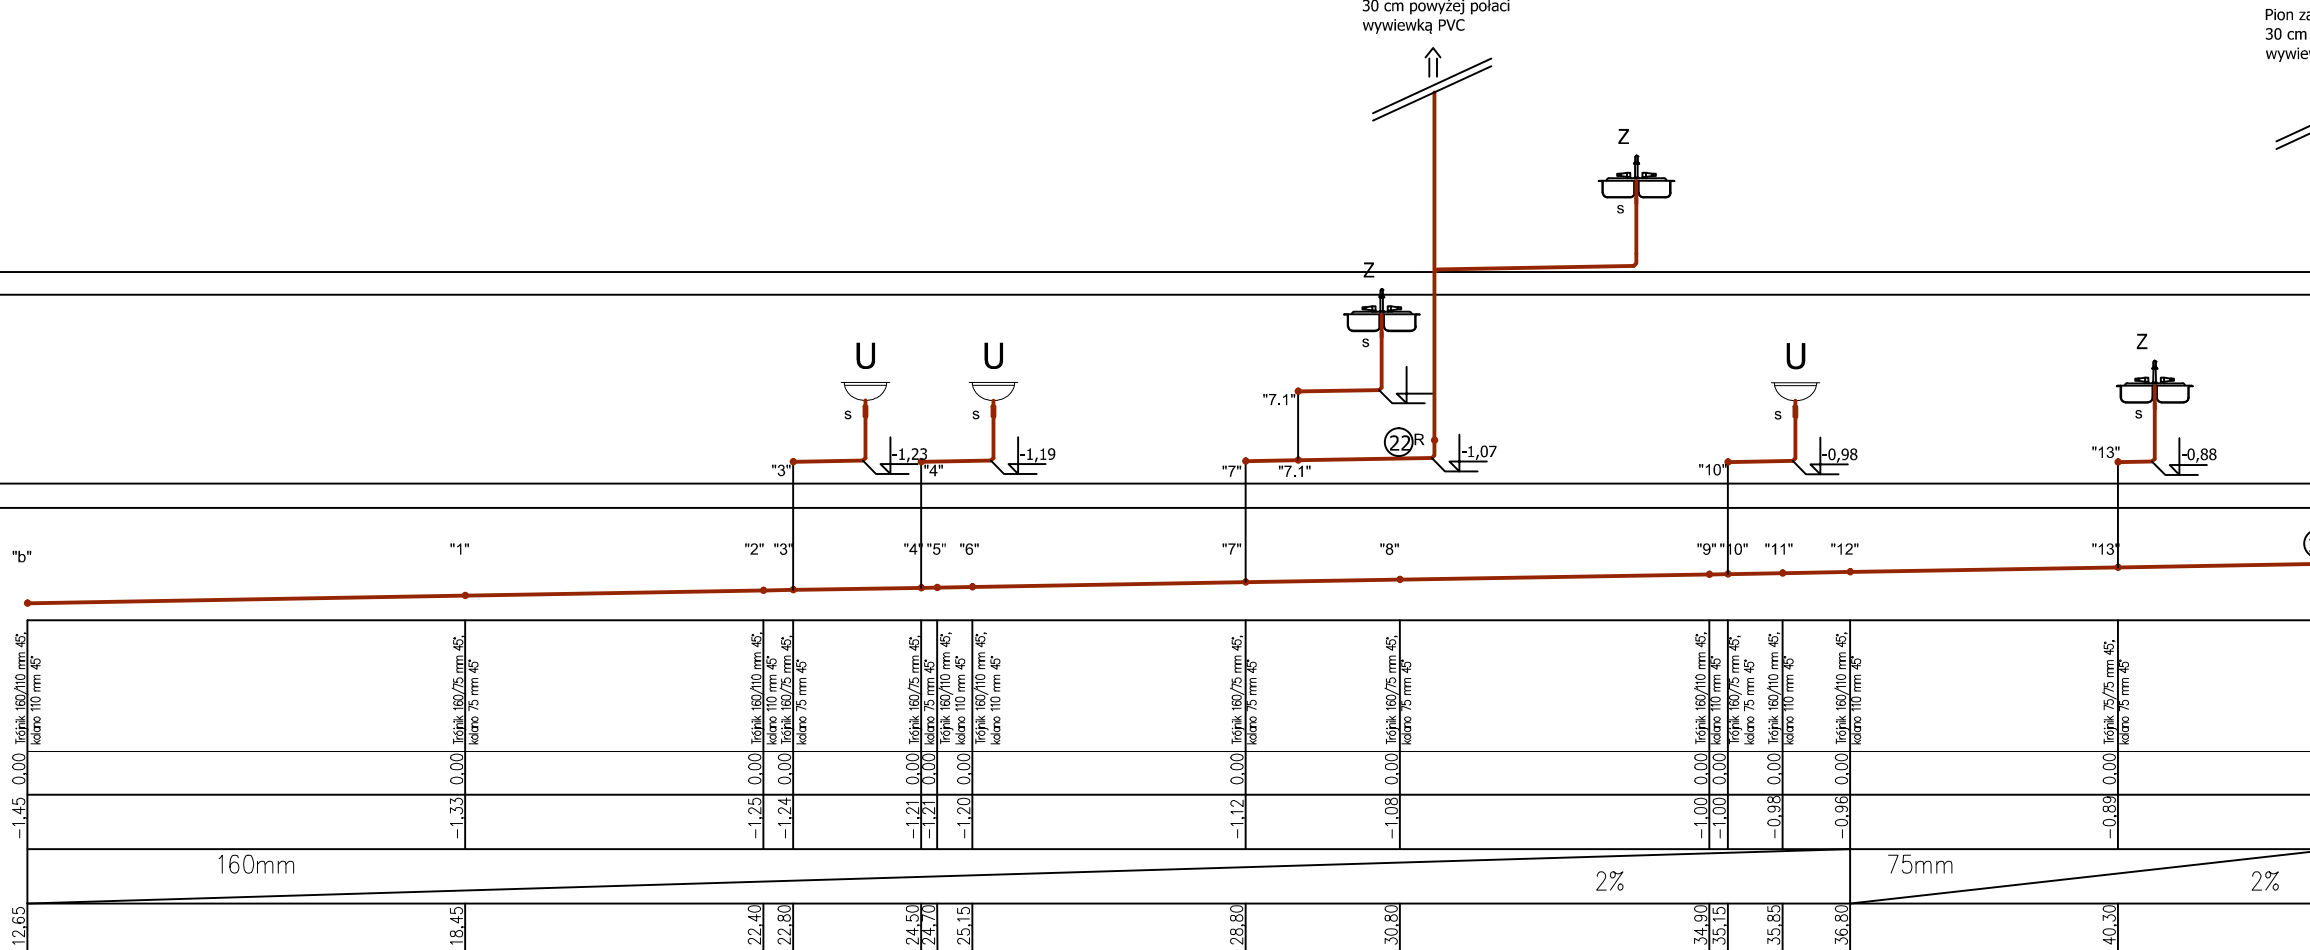 30 cm powyżej połaci
wywiewką PVC
Pion za
30 cm
wywiew
Z
s
Z
s
U
s
U
s
U
s
Z
s
"7.1"
22 R
-1,23
-1,19
-1,07
-0,98
-0,88
"3"
"4"
"7"
"7.1"
"10"
"13"
"b"
"1"
"2"
"3"
"4"
"5"
"6"
"7"
"8"
"9"
"10"
"11"
"12"
"13"
Trójnik 160/110 mm 45°,
kolano 110 mm 45°
Trójnik 160/75 mm 45°,
kolano 75 mm 45°
Trójnik 160/110 mm 45°,
kolano 110 mm 45°
Trójnik 160/75 mm 45°,
kolano 75 mm 45°
Trójnik 160/75 mm 45°,
kolano 75 mm 45°
Trójnik 160/110 mm 45°,
kolano 110 mm 45°
Trójnik 160/110 mm 45°,
kolano 110 mm 45°
Trójnik 160/75 mm 45°,
kolano 75 mm 45°
Trójnik 160/75 mm 45°,
kolano 75 mm 45°
Trójnik 160/110 mm 45°,
kolano 110 mm 45°
Trójnik 160/75 mm 45°,
kolano 75 mm 45°
Trójnik 160/110 mm 45°,
kolano 110 mm 45°
Trójnik 160/110 mm 45°,
kolano 110 mm 45°
Trójnik 75/75 mm 45°,
kolano 75 mm 45°
0,00 0,00 0,00 0,00 0,00 0,00 0,00 0,00 0,00 0,00 0,00 0,00 0,00 0,00
-1,45 -1,33 -1,25 -1,24 -1,21 -1,21 -1,20 -1,12 -1,08 -1,00 -1,00 -0,98 -0,96 -0,89
160mm 2% 75mm 2%
12,65 18,45 22,40 22,80 24,50 24,70 25,15 28,80 30,80 34,90 35,15 35,85 36,80 40,30